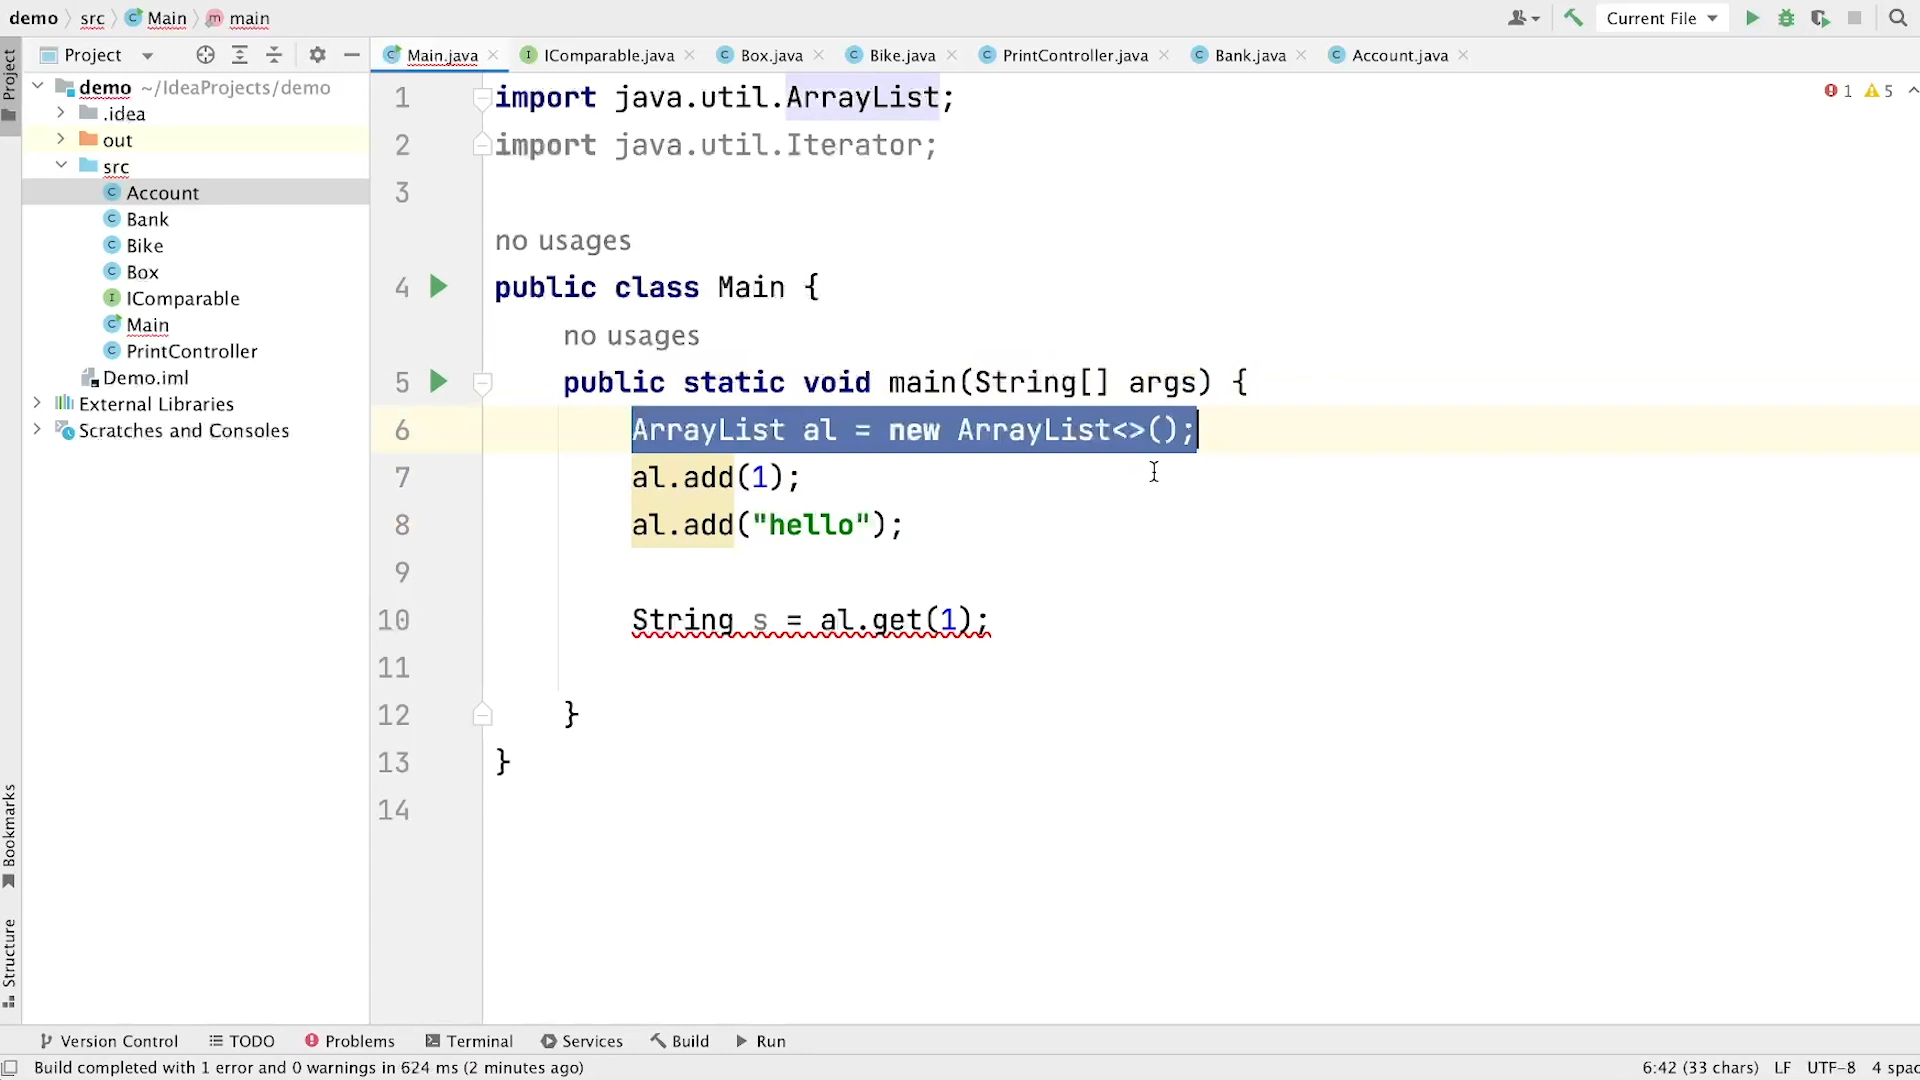 demo src Main main
Current File
Project
Main.java IComparable.java Box.java Bike.java PrintController.java Bank.java Account.java
Project
demo ~/IdeaProjects/demo
.idea
out
src
Account
Bank
Bike
Box
IComparable
Main
PrintController
Demo.iml
External Libraries
Scratches and Consoles
1 5
1 import java.util.ArrayList;
2 import java.util.Iterator;
3
no usages
4 public class Main {
no usages
5 public static void main(String[] args) {
6 ArrayList al = new ArrayList<>();
7 al.add(1);
8 al.add("hello");
9
10 String s = al.get(1);
11
12 }
13 }
14
Bookmarks
Structure
Version Control TODO Problems Terminal Services Build Run
Build completed with 1 error and 0 warnings in 624 ms (2 minutes ago)
6:42 (33 chars) LF UTF-8 4 spac